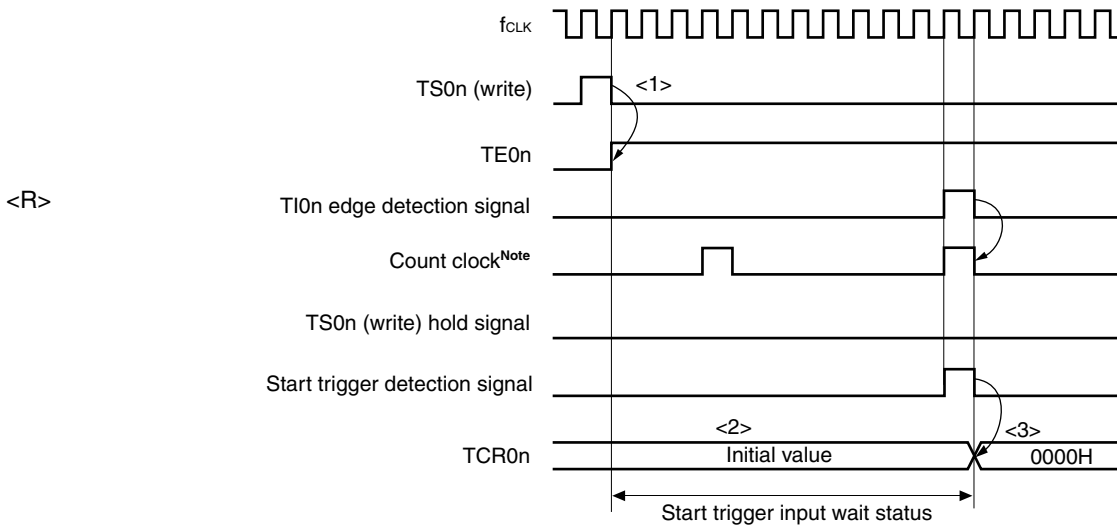 fCLK
TS0n (write)
<1>
TE0n
<R>
TI0n edge detection signal
Count clockNote
TS0n (write) hold signal
Start trigger detection signal
<2>
<3>
TCR0n
Initial value
0000H
Start trigger input wait status